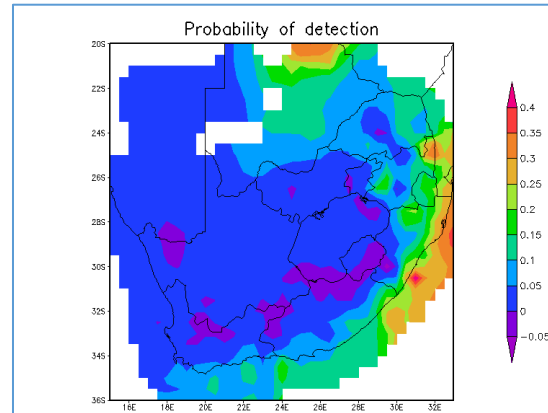 Probability of detection
20S
22S
24S
26S
28S
30S
32S
34S
36S
16E 18E 20E 22E 24E 26E 28E 30E 32E
0.4
0.35
0.3
0.25
0.2
0.15
0.1
0.05
0
-0.05